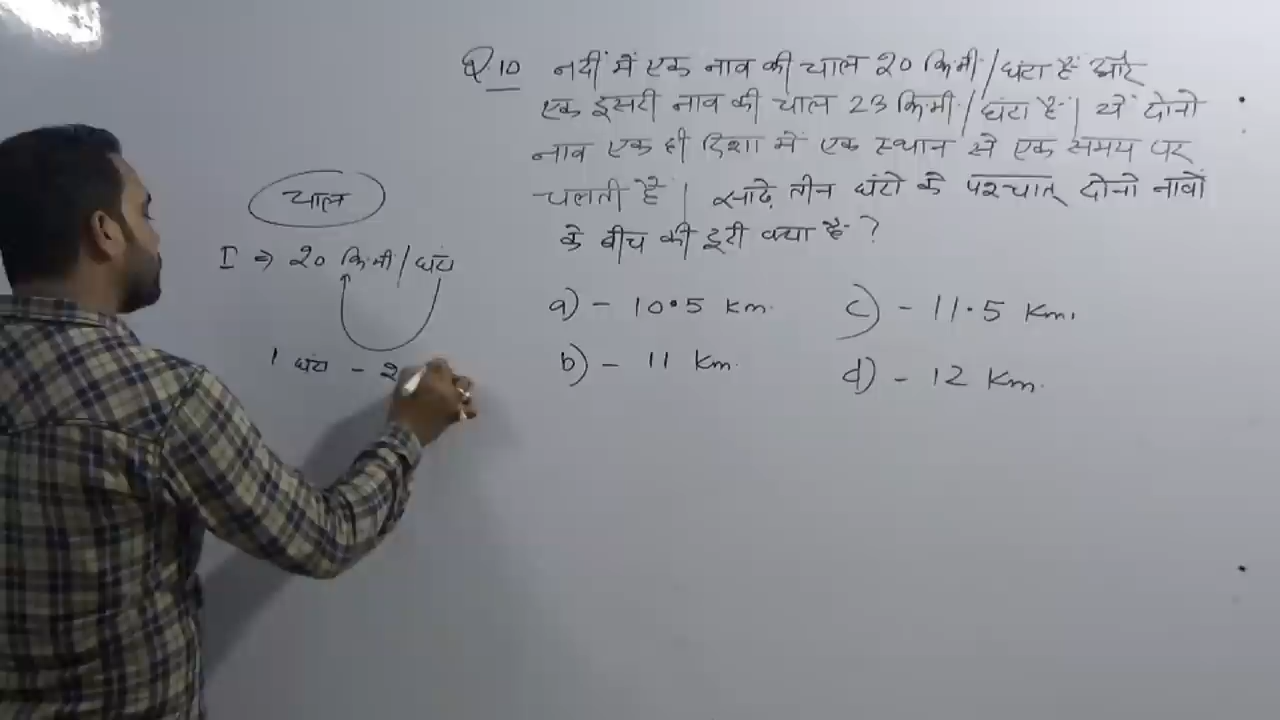 Q.10 नदी में एक नाव की चाल 20 कि.मी./घंटा है और
एक दूसरी नाव की चाल 23 कि.मी./घंटा है| ये दोनो
नाव एक ही दिशा में एक स्थान से एक समय पर
चलती है| साढ़े तीन घंटो के पश्चात् दोनो नावों
के बीच की दूरी क्या है ?
a) - 10.5 Km.
c) - 11.5 Km.
b) - 11 Km.
d) - 12 Km.
चाल
I ⇒ 20 कि.मी/घंटा
1 घंटा - 2